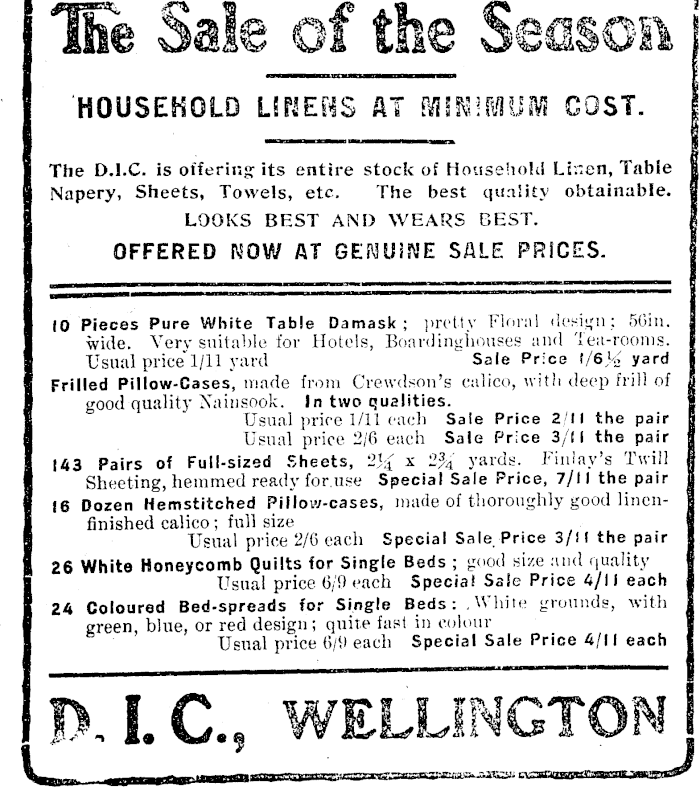 The Sale of the Season
HOUSEHOLD LINENS AT MINIMUM COST.
The D.I.C. is offering its entire stock of Household Linen, Table
Napery, Sheets, Towels, etc. The best quality obtainable.
LOOKS BEST AND WEARS BEST.
OFFERED NOW AT GENUINE SALE PRICES.
10 Pieces Pure White Table Damask; pretty Floral design; 56in.
wide. Very suitable for Hotels, Boardinghouses and Tea-rooms.
Usual price 1/11 yard Sale Price 1/6½ yard
Frilled Pillow-Cases, made from Crewdson's calico, with deep frill of
good quality Nainsook. In two qualities.
Usual price 1/11 each Sale Price 2/11 the pair
Usual price 2/6 each Sale Price 3/11 the pair
143 Pairs of Full-sized Sheets, 2¼ x 2¾ yards. Finlay's Twill
Sheeting, hemmed ready for use Special Sale Price, 7/11 the pair
16 Dozen Hemstitched Pillow-cases, made of thoroughly good linen-
finished calico; full size
Usual price 2/6 each Special Sale Price 3/11 the pair
26 White Honeycomb Quilts for Single Beds; good size and quality
Usual price 6/9 each Special Sale Price 4/11 each
24 Coloured Bed-spreads for Single Beds: White grounds, with
green, blue, or red design; quite fast in colour
Usual price 6/9 each Special Sale Price 4/11 each
D.I.C., WELLINGTON